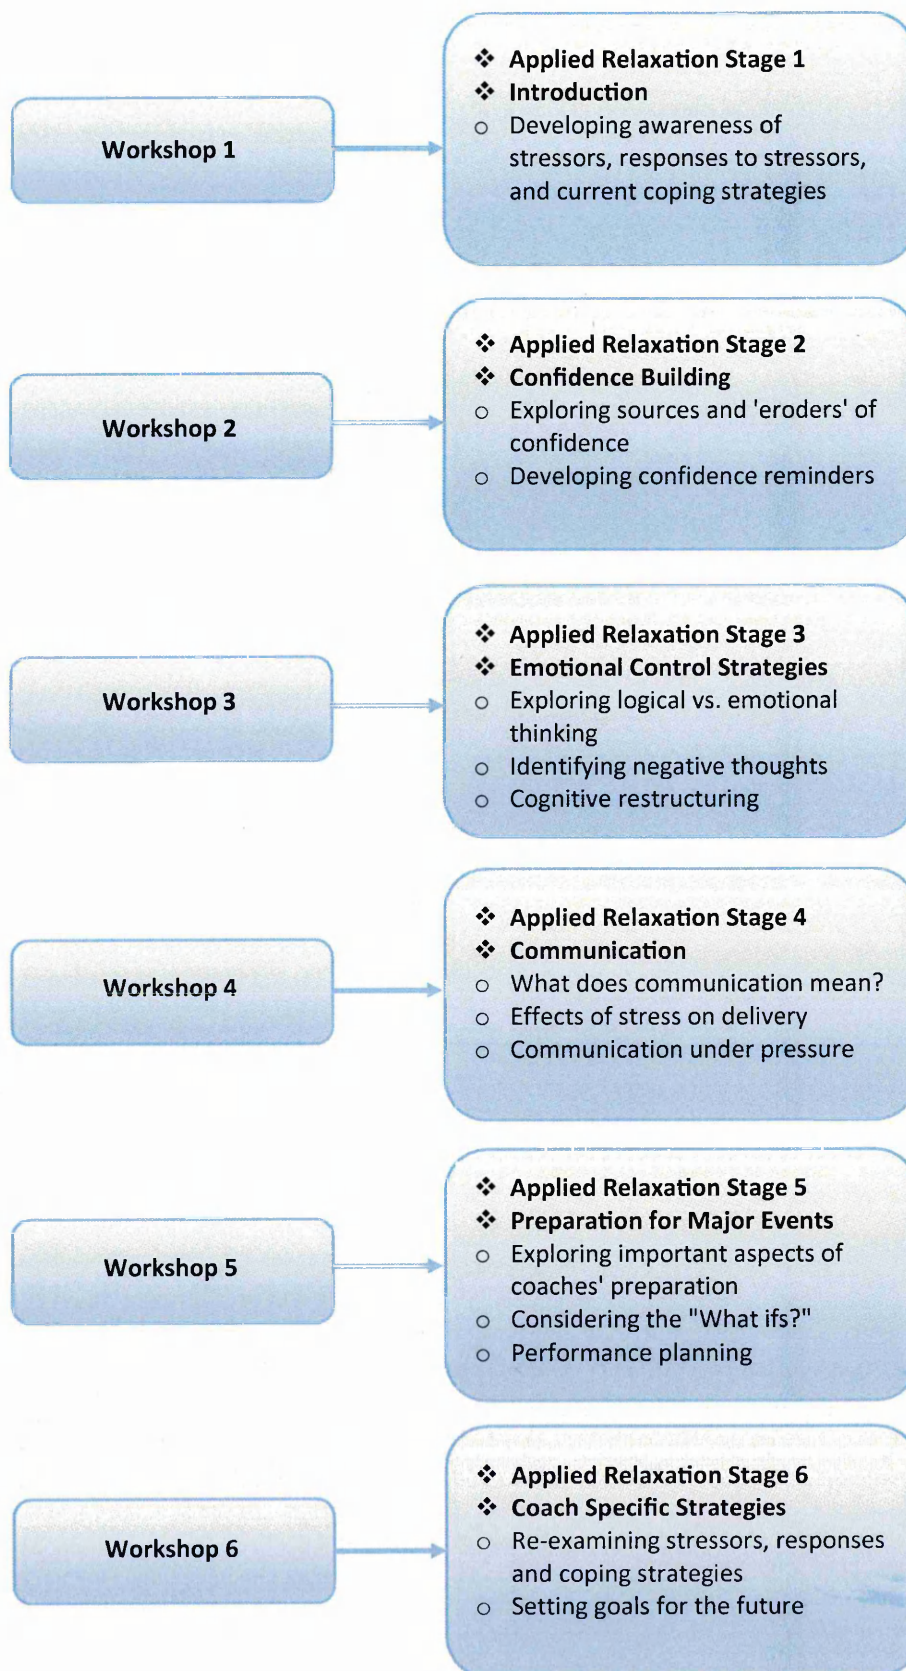 Workshop 1
❖ Applied Relaxation Stage 1
❖ Introduction
○ Developing awareness of
stressors, responses to stressors,
and current coping strategies
Workshop 2
❖ Applied Relaxation Stage 2
❖ Confidence Building
○ Exploring sources and 'eroders' of
confidence
○ Developing confidence reminders
Workshop 3
❖ Applied Relaxation Stage 3
❖ Emotional Control Strategies
○ Exploring logical vs. emotional
thinking
○ Identifying negative thoughts
○ Cognitive restructuring
Workshop 4
❖ Applied Relaxation Stage 4
❖ Communication
○ What does communication mean?
○ Effects of stress on delivery
○ Communication under pressure
Workshop 5
❖ Applied Relaxation Stage 5
❖ Preparation for Major Events
○ Exploring important aspects of
coaches' preparation
○ Considering the "What ifs?"
○ Performance planning
Workshop 6
❖ Applied Relaxation Stage 6
❖ Coach Specific Strategies
○ Re-examining stressors, responses
and coping strategies
○ Setting goals for the future